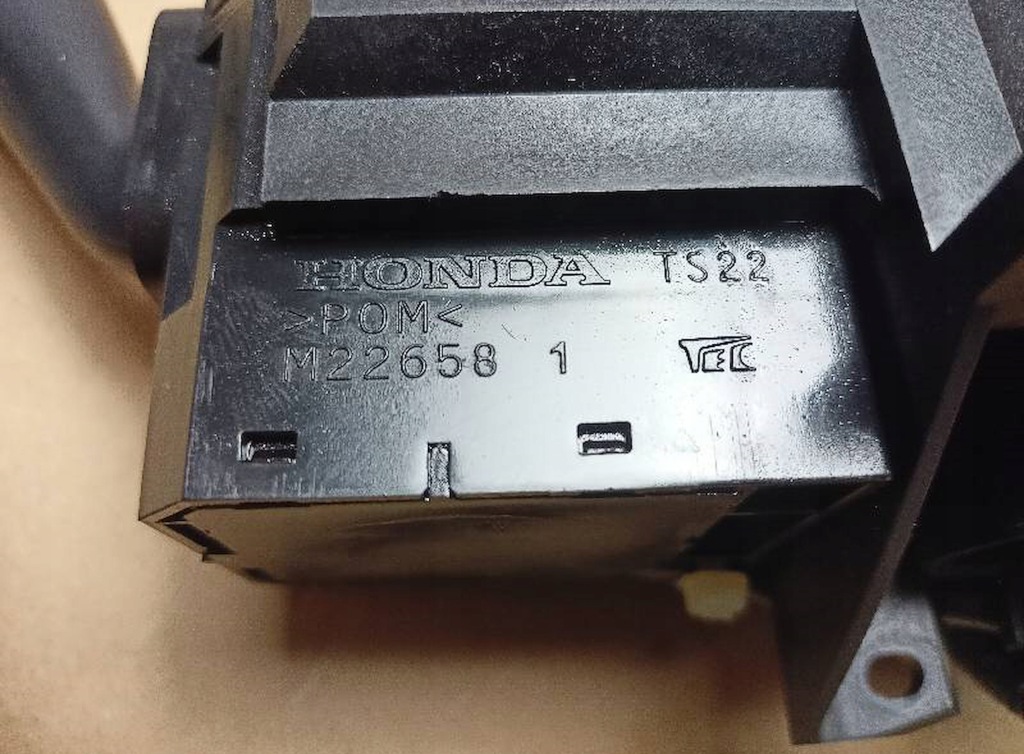 HONDA TS22
>POM<
M22658 1 TEC